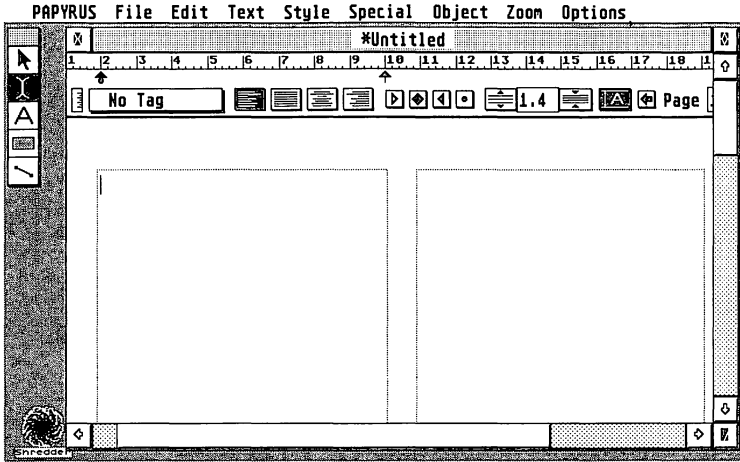 PAPYRUS File Edit Text Style Special Object Zoom Options
*Untitled
1 2 3 4 5 6 7 8 9 10 11 12 13 14 15 16 17 18 1
No Tag 1.4 A Page
A
Shredder